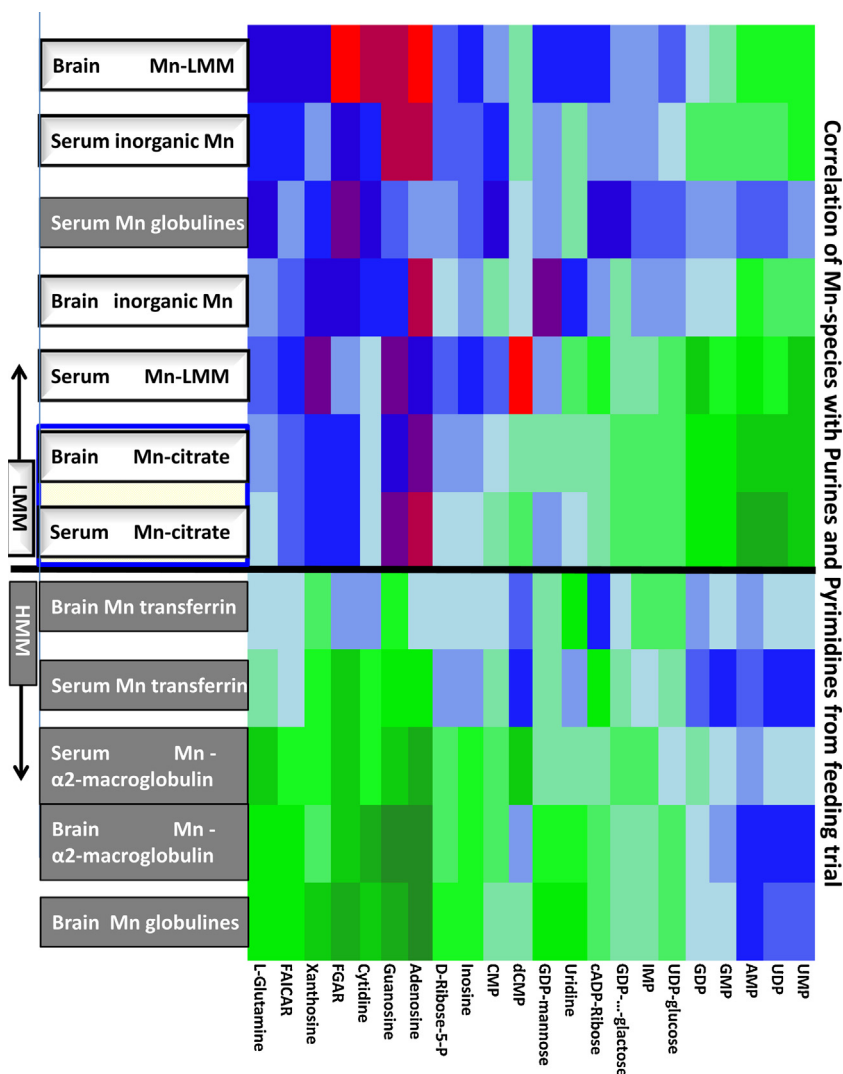 Correlation of Mn-species with Purines and Pyrimidines from feeding trial
Brain Mn-LMM
Serum inorganic Mn
Serum Mn globulines
Brain inorganic Mn
Serum Mn-LMM
Brain Mn-citrate
Serum Mn-citrate
LMM
HMM
Brain Mn transferrin
Serum Mn transferrin
Serum Mn -
α2-macroglobulin
Brain Mn -
α2-macroglobulin
Brain Mn globulines
L-Glutamine
FAICAR
Xanthosine
FGAR
Cytidine
Guanosine
Adenosine
D-Ribose-5-P
Inosine
CMP
dCMP
GDP-mannose
Uridine
cADP-Ribose
GDP-...-glactose
IMP
UDP-glucose
GDP
GMP
AMP
UDP
UMP